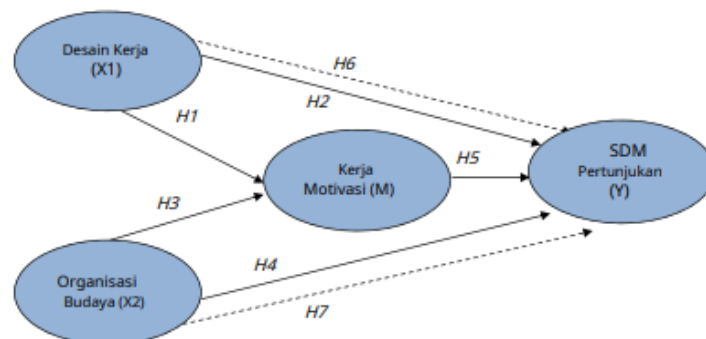 Desain Kerja
(X1)
H6
H2
H1
SDM
Pertunjukan
(Y)
Kerja
Motivasi (M)
H5
H3
Organisasi
Budaya (X2)
H4
H7